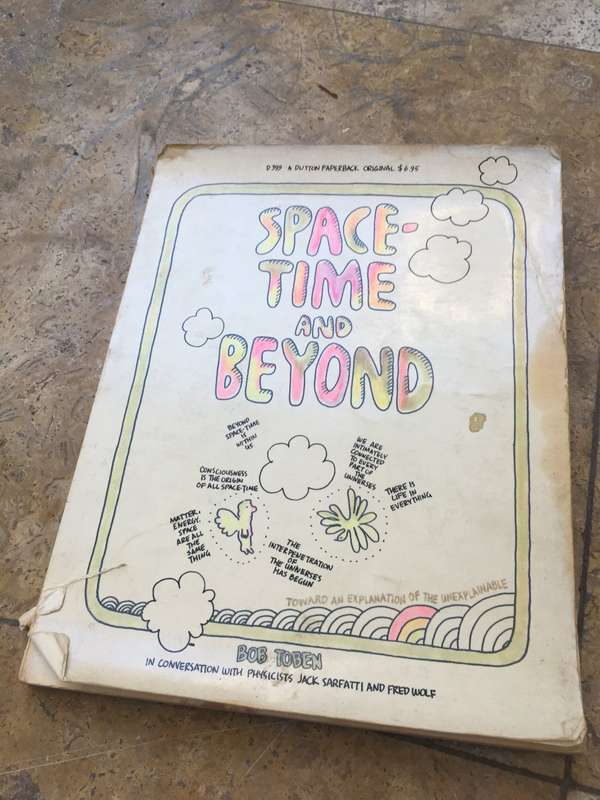 D399 A DUTTON PAPERBACK ORIGINAL $6.95
SPACE-
TIME
AND
BEYOND
BEYOND
SPACE-TIME
IS
WITHIN
US
WE ARE
INTIMATELY
CONNECTED
TO EVERY
PART OF
THE
UNIVERSES
CONSCIOUSNESS
IS THE ORIGIN
OF ALL SPACE-TIME
THERE IS
LIFE IN
EVERYTHING
MATTER,
ENERGY,
SPACE
ARE ALL
THE
SAME
THING
THE
INTERPENETRATION
OF
THE UNIVERSES
HAS BEGUN
TOWARD AN EXPLANATION OF THE UNEXPLAINABLE
BOB TOBEN
IN CONVERSATION WITH PHYSICISTS JACK SARFATTI AND FRED WOLF